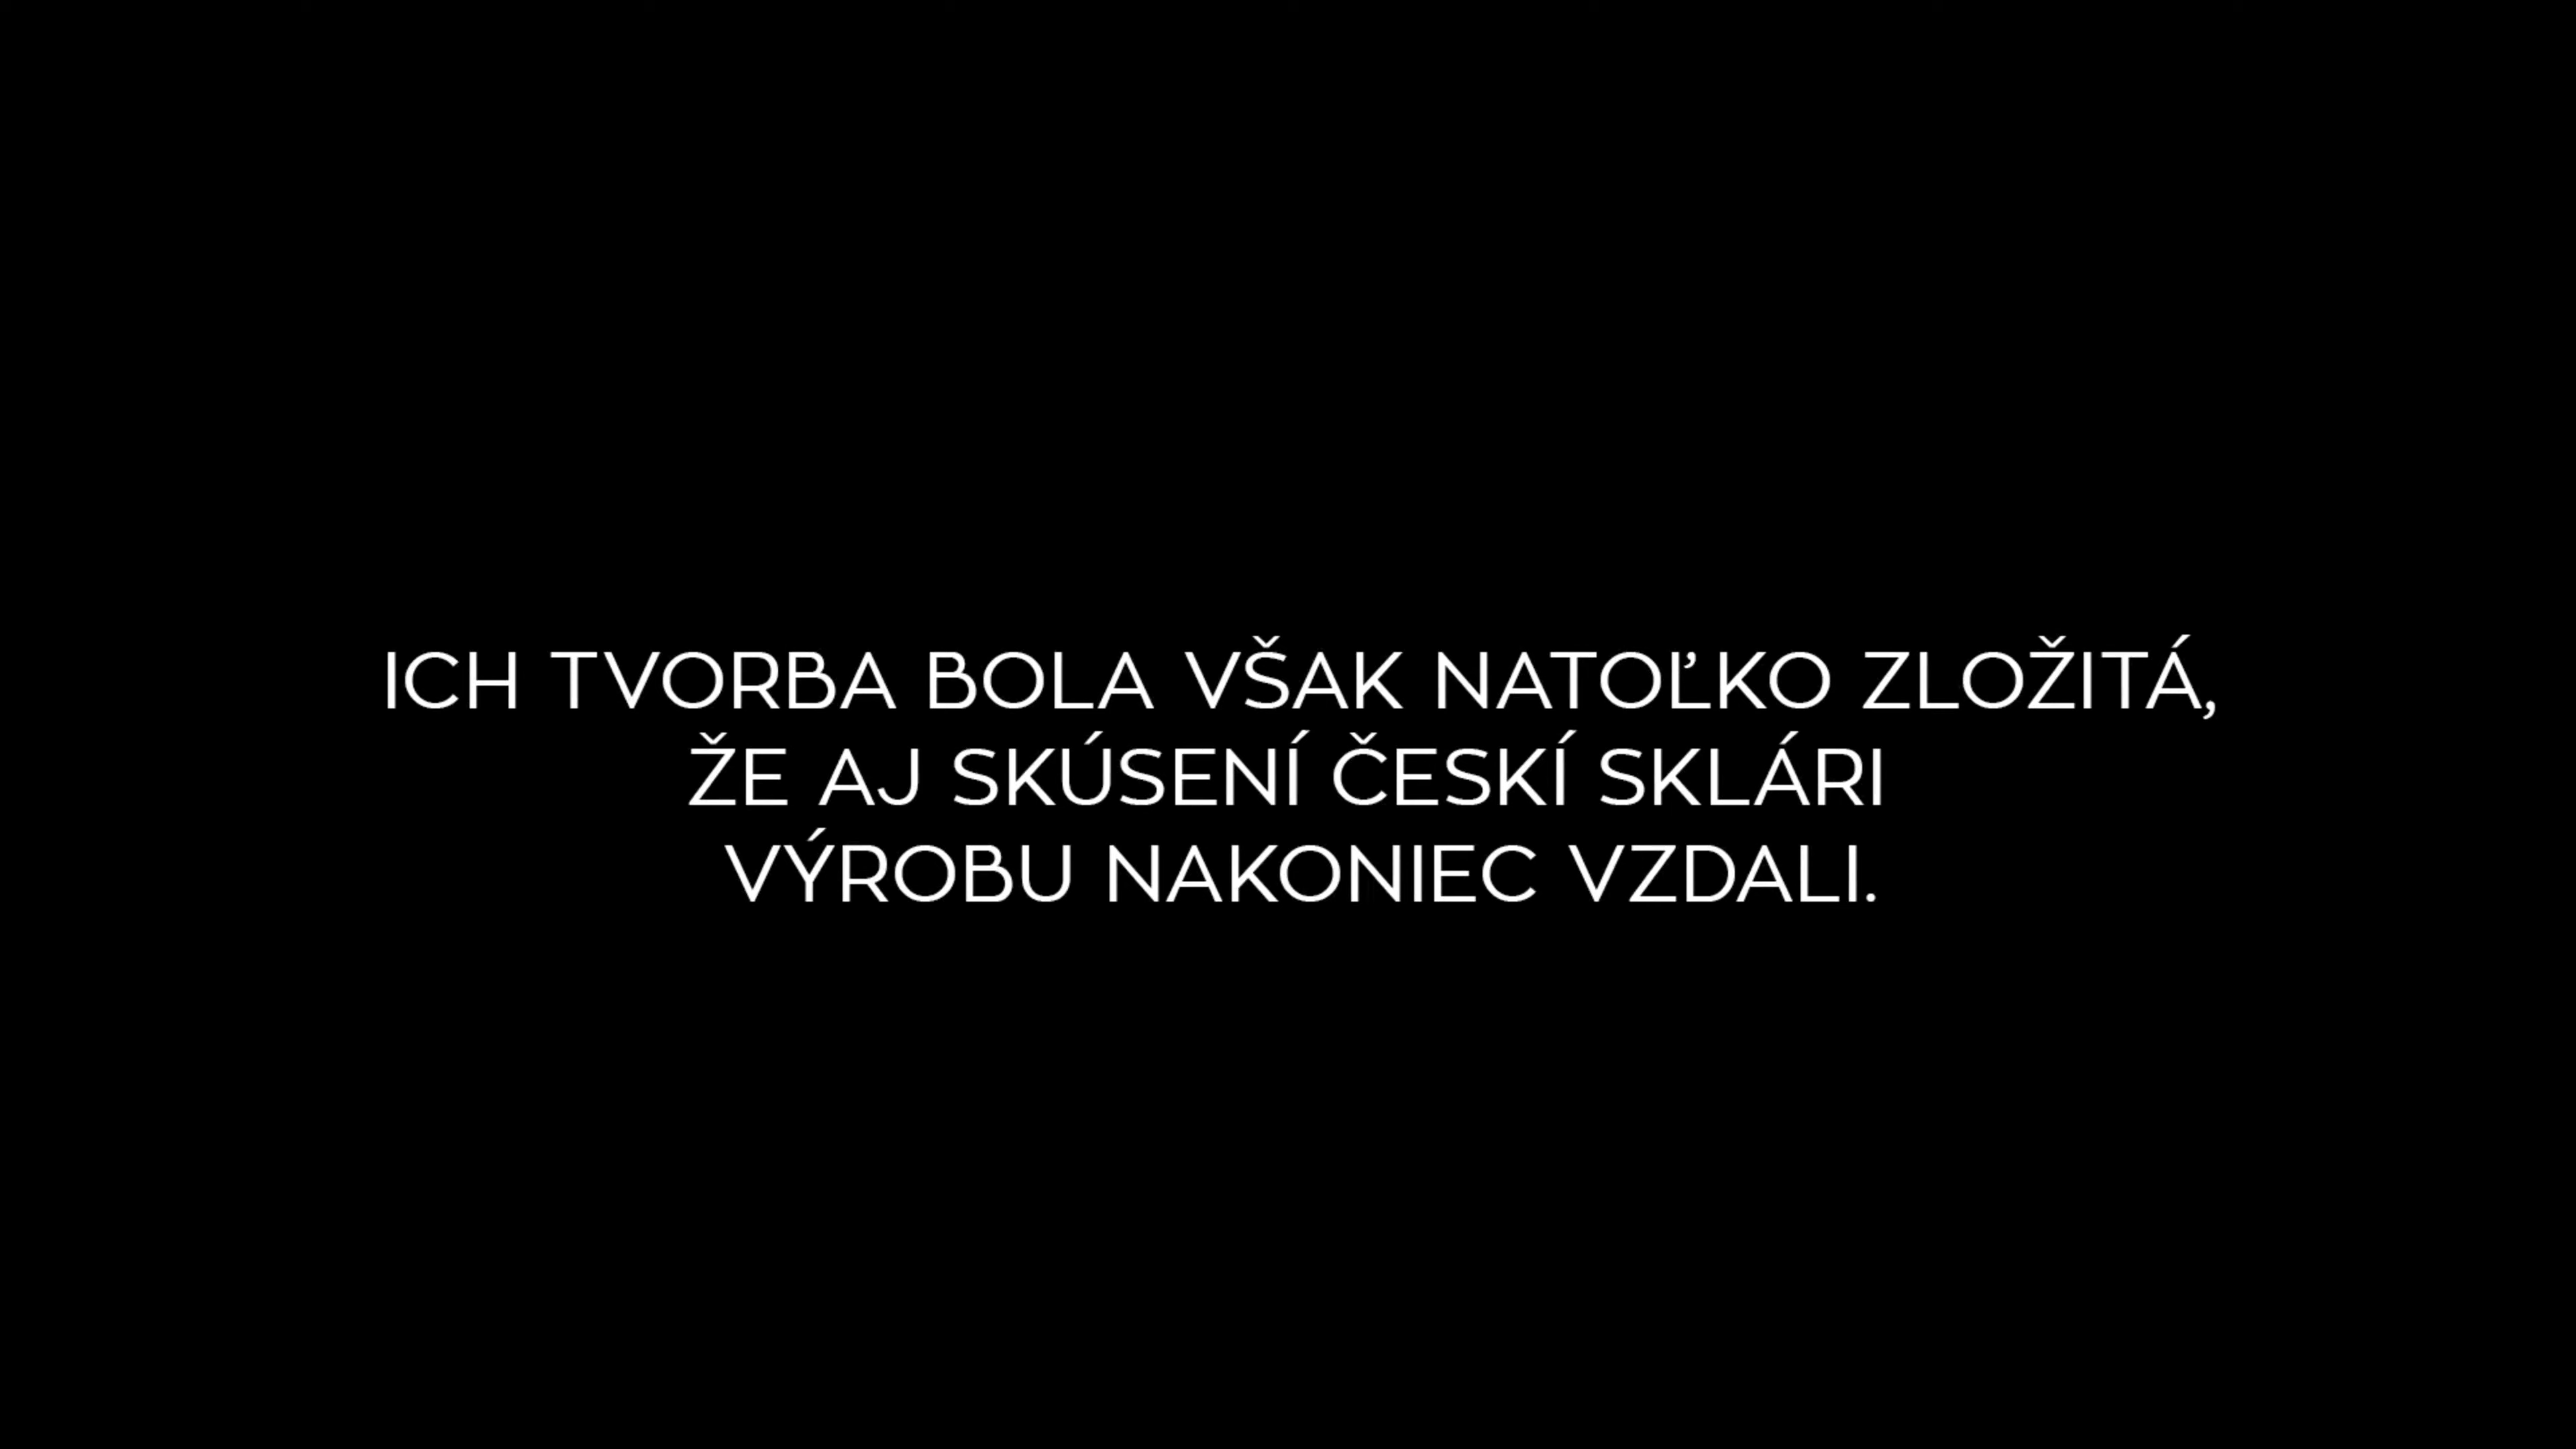 ICH TVORBA BOLA VŠAK NATOĽKO ZLOŽITÁ,
ŽE AJ SKÚSENÍ ČESKÍ SKLÁRI
VÝROBU NAKONIEC VZDALI.